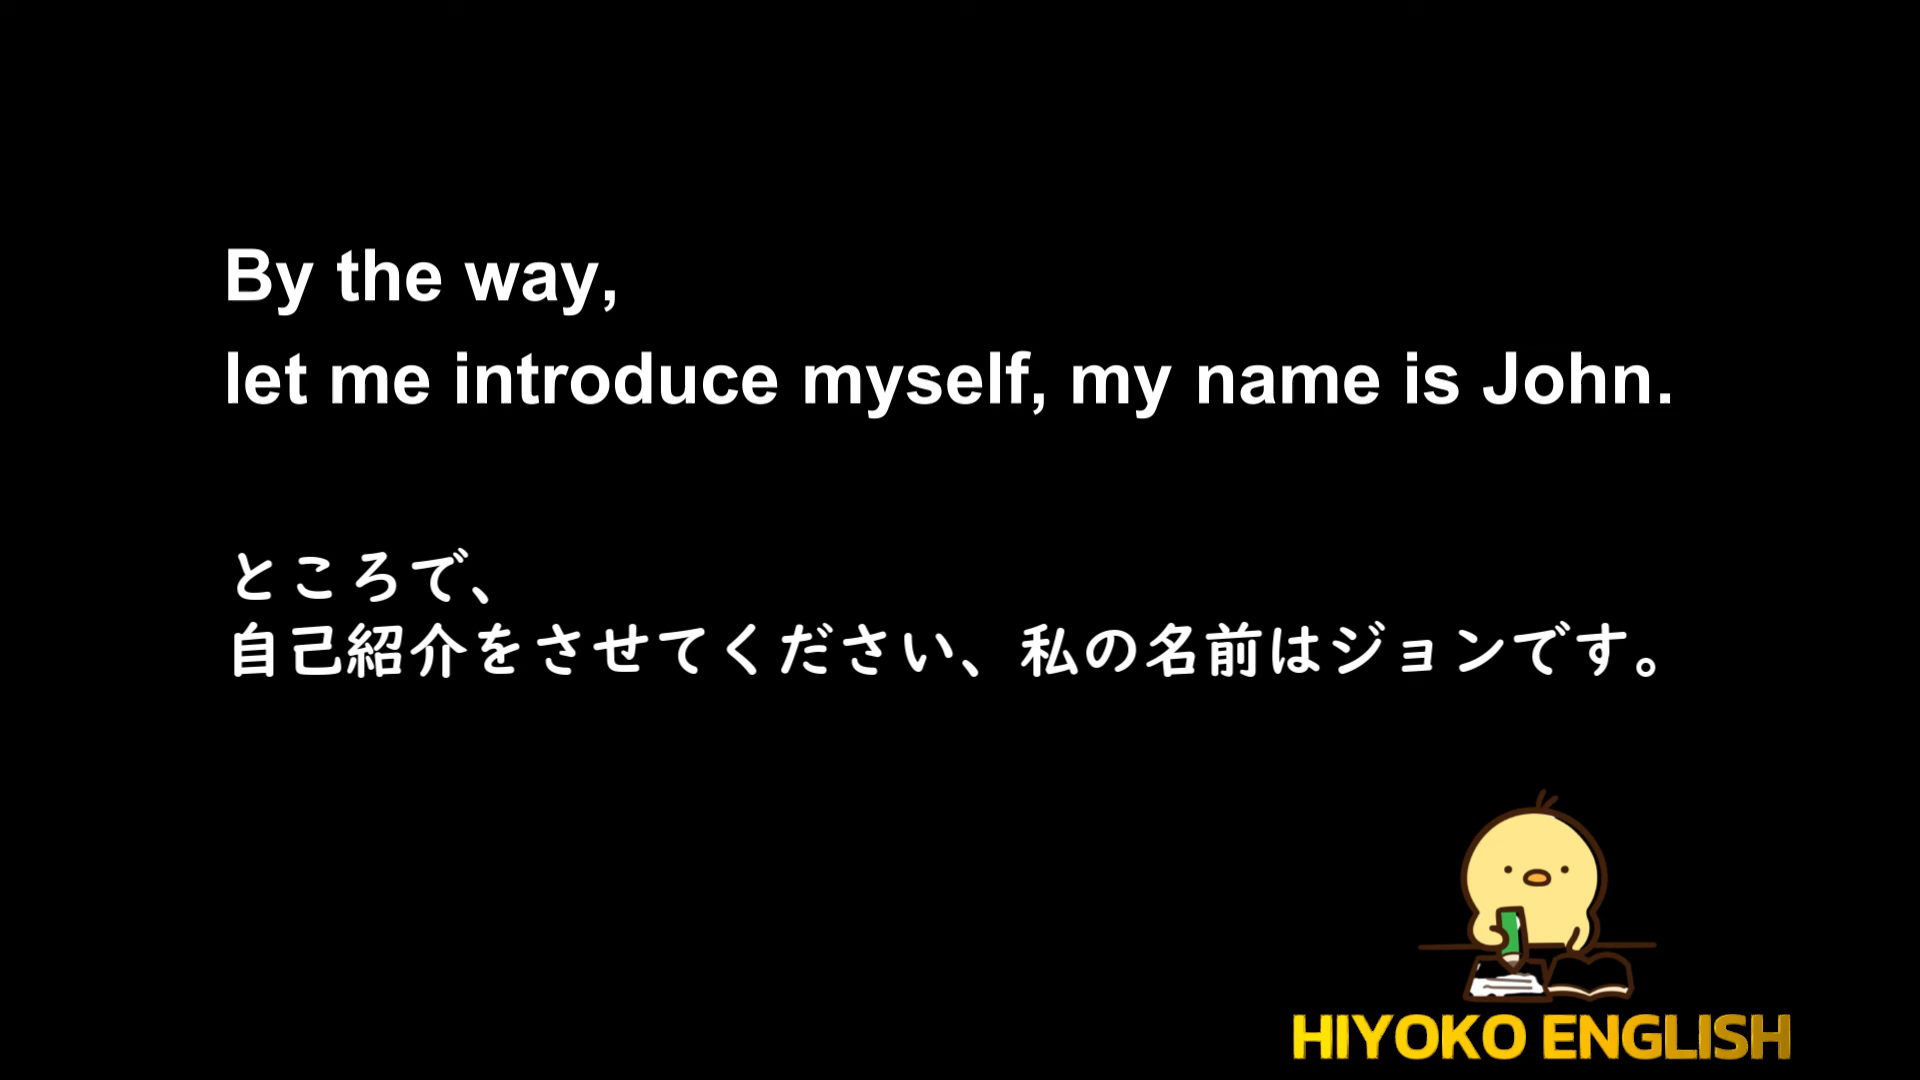 By the way,
let me introduce myself, my name is John.
ところで、
自己紹介をさせてください、私の名前はジョンです。
HIYOKO ENGLISH